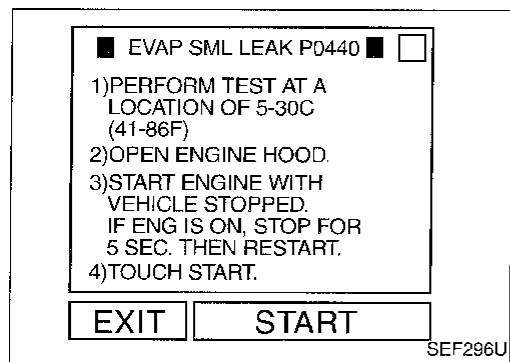 EVAP SML LEAK P0440
1)PERFORM TEST AT A
LOCATION OF 5-30C
(41-86F)
2)OPEN ENGINE HOOD.
3)START ENGINE WITH
VEHICLE STOPPED.
IF ENG IS ON, STOP FOR
5 SEC. THEN RESTART.
4)TOUCH START.
EXIT START
SEF296U